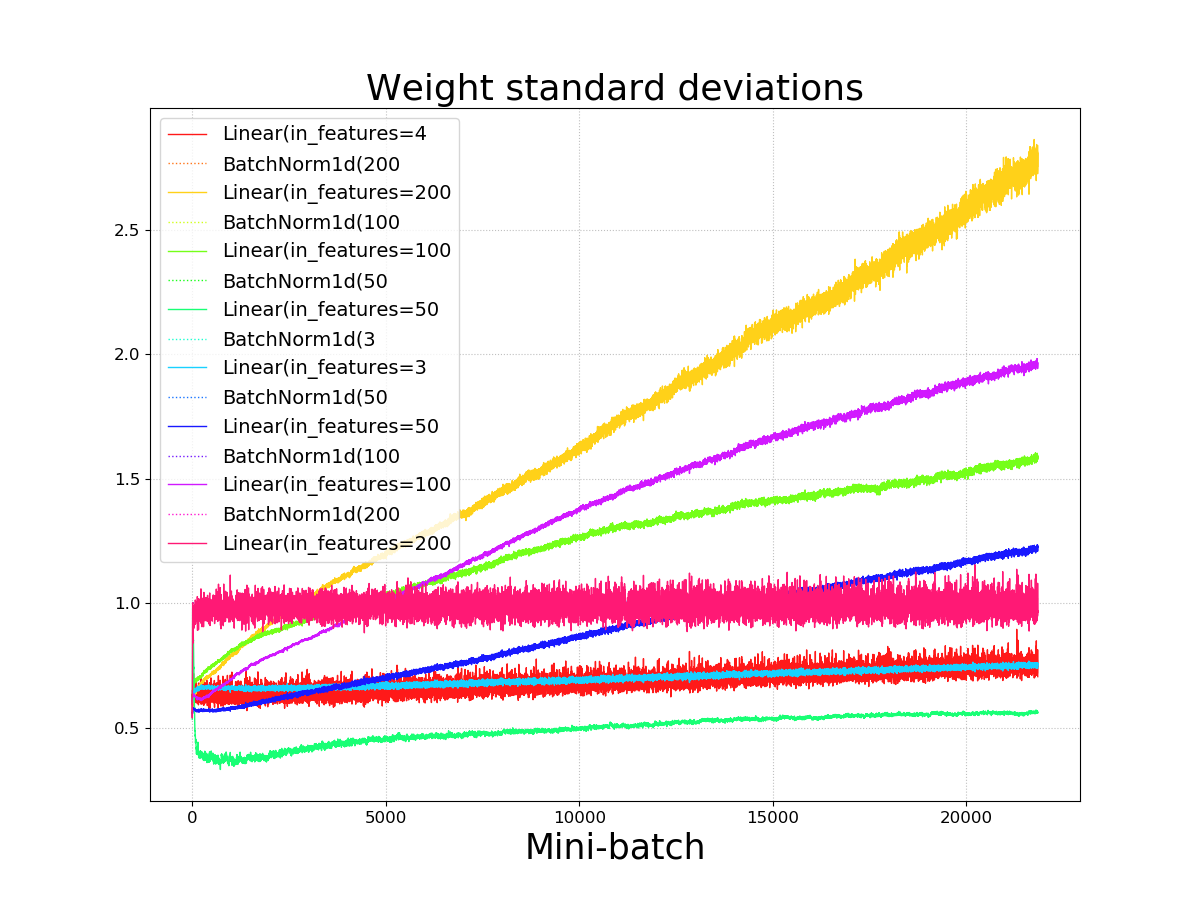 Weight standard deviations
Linear(in_features=4
BatchNorm1d(200
Linear(in_features=200
BatchNorm1d(100
Linear(in_features=100
BatchNorm1d(50
Linear(in_features=50
BatchNorm1d(3
Linear(in_features=3
BatchNorm1d(50
Linear(in_features=50
BatchNorm1d(100
Linear(in_features=100
BatchNorm1d(200
Linear(in_features=200
2.5
2.0
1.5
1.0
0.5
0 5000 10000 15000 20000
Mini-batch